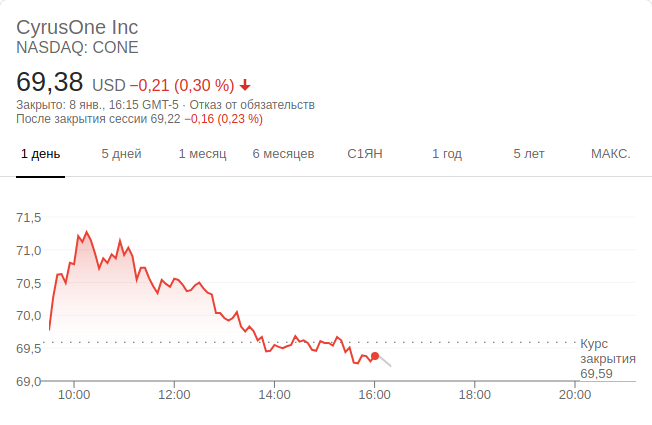 CyrusOne Inc
NASDAQ: CONE
69,38 USD −0,21 (0,30 %)
Закрыто: 8 янв., 16:15 GMT-5 · Отказ от обязательств
После закрытия сессии 69,22 −0,16 (0,23 %)
1 день 5 дней 1 месяц 6 месяцев С1ЯН 1 год 5 лет МАКС.
71,5
71,0
70,5
70,0
69,5
69,0
Курс
закрытия
69,59
10:00 12:00 14:00 16:00 18:00 20:00